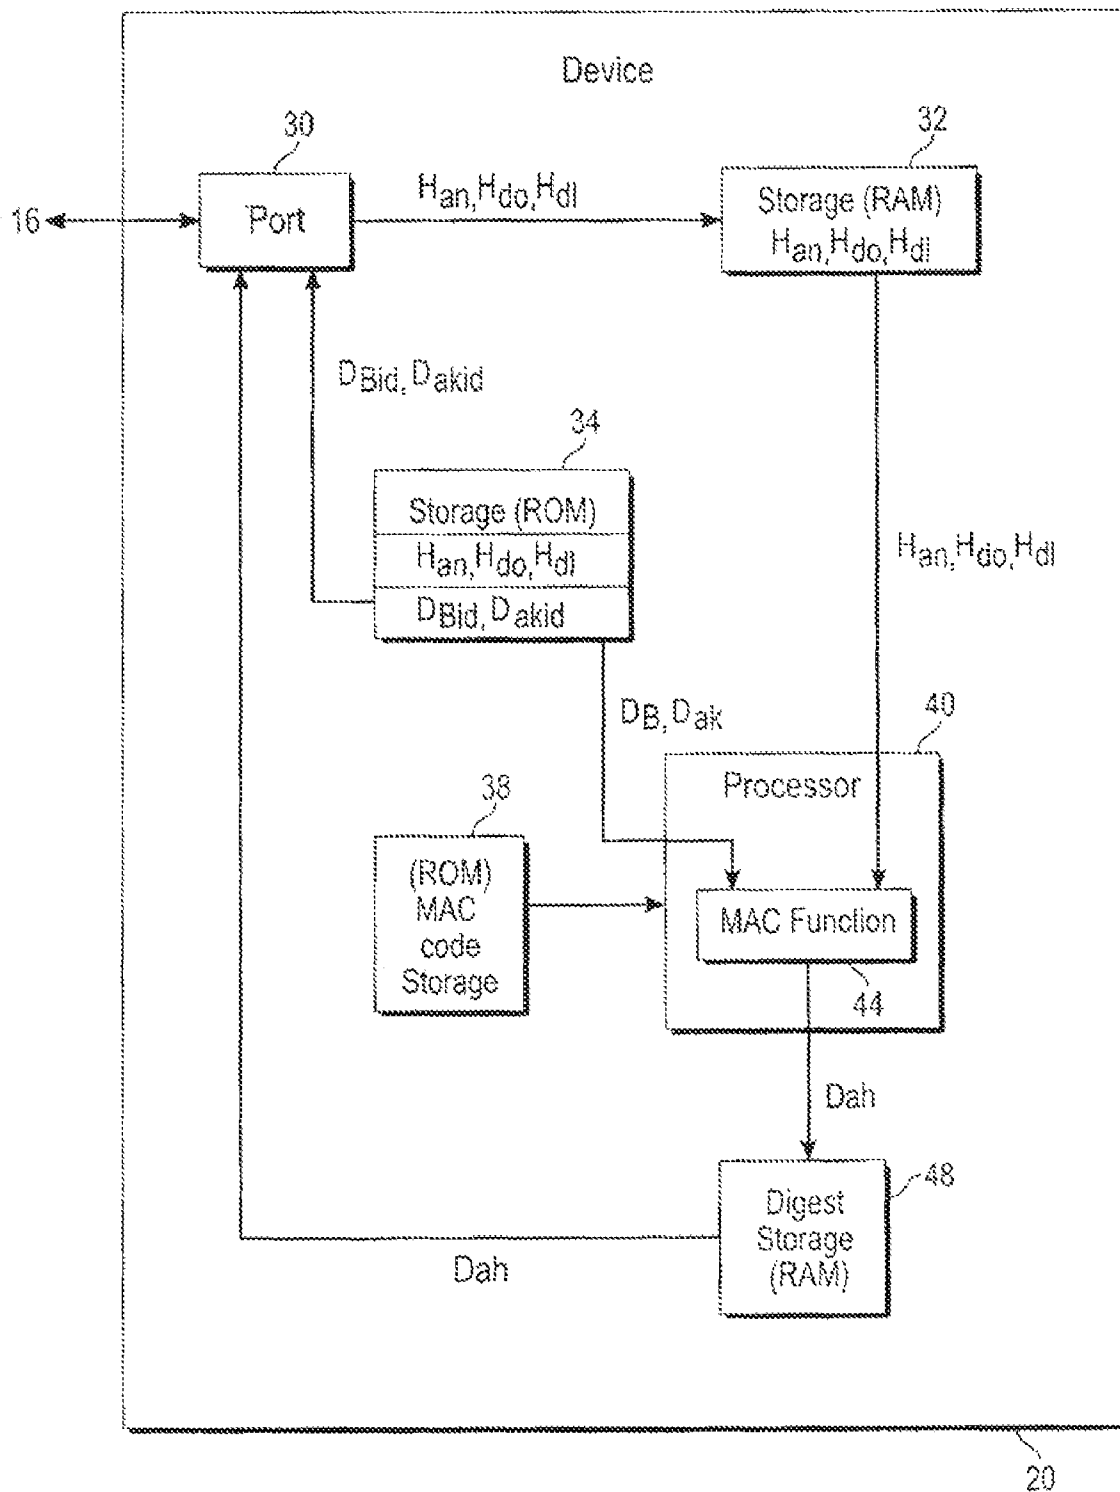 Device
30
32
16
Port
Han,Hdo,Hdl
Storage (RAM)
Han,Hdo,Hdl
DBid, Dakid
34
Storage (ROM)
Han,Hdo,Hdl
DBid, Dakid
Han,Hdo,Hdl
DB, Dak
40
Processor
38
(ROM)
MAC
code
Storage
MAC Function
44
Dah
48
Digest
Storage
(RAM)
Dah
20